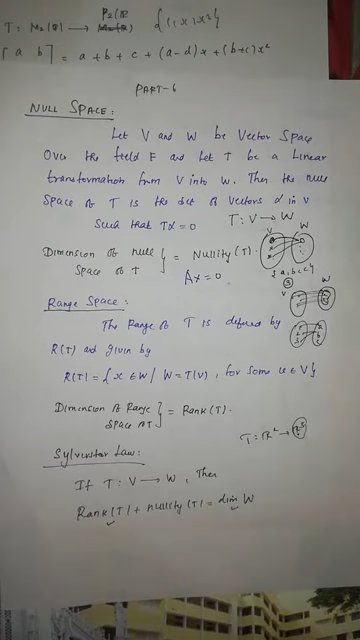 T: M₂(R) → P₂(R {1, x, x²}
[a b] = a + b + c + (a-d)x + (b+c)x²
PART-6
NULL SPACE:
Let V and W be Vector Space
Over the field F and let T be a Linear
transformation from V into W. Then the null
Space of T is the set of vectors α in V
Such that Tα = 0 T: V → W
Dimension of null
Space of T } = Nullity (T).
Ax = 0
Range Space:
The Range of T is defined by
R(T) and given by
R(T) = { x ∈ W / W = T(V), for some u ∈ V}
Dimension of Range
Space of T } = Rank (T).
T: R² →
Sylverster Law:
If T: V → W, Then
Rank (T) + nullity (T) = dim W